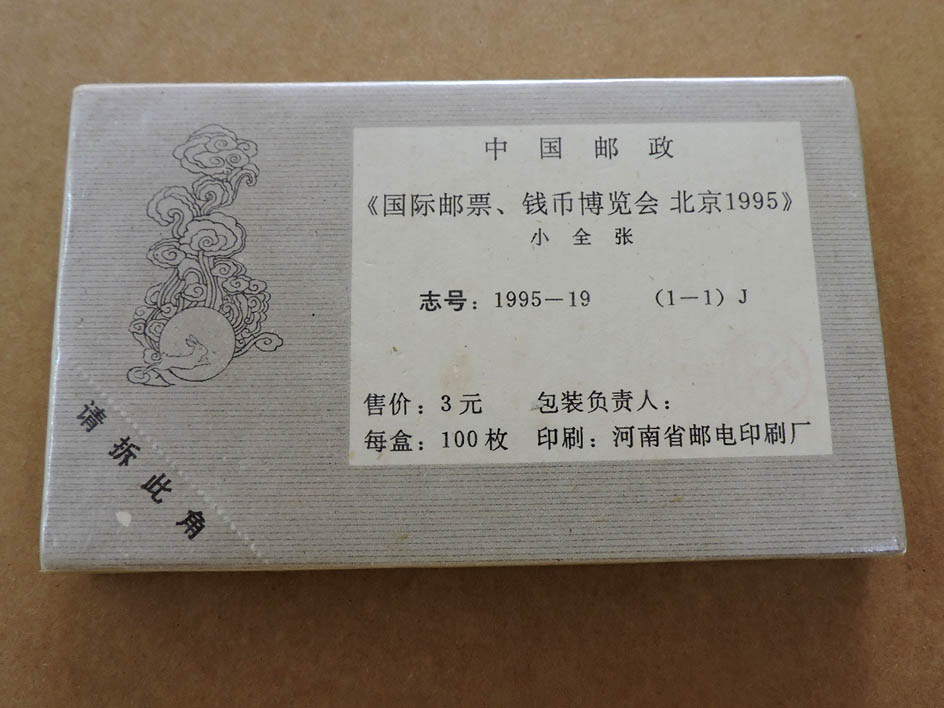 中国邮政
《国际邮票、钱币博览会 北京1995》
小全张
志号：1995－19 （1－1）J
售价：3元 包装负责人：
每盒：100枚 印刷：河南省邮电印刷厂
请拆此角